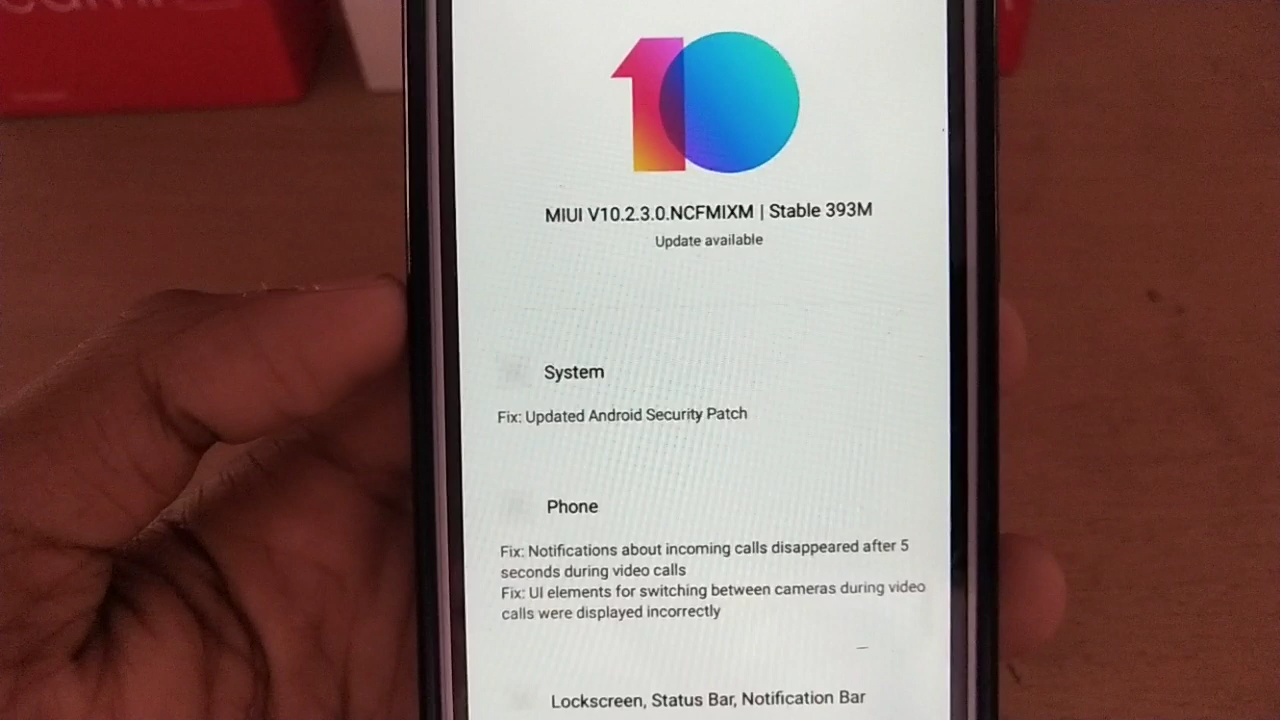 10
MIUI V10.2.3.0.NCFMIXM | Stable 393M
Update available
System
Fix: Updated Android Security Patch
Phone
Fix: Notifications about incoming calls disappeared after 5
seconds during video calls
Fix: UI elements for switching between cameras during video
calls were displayed incorrectly
Lockscreen, Status Bar, Notification Bar